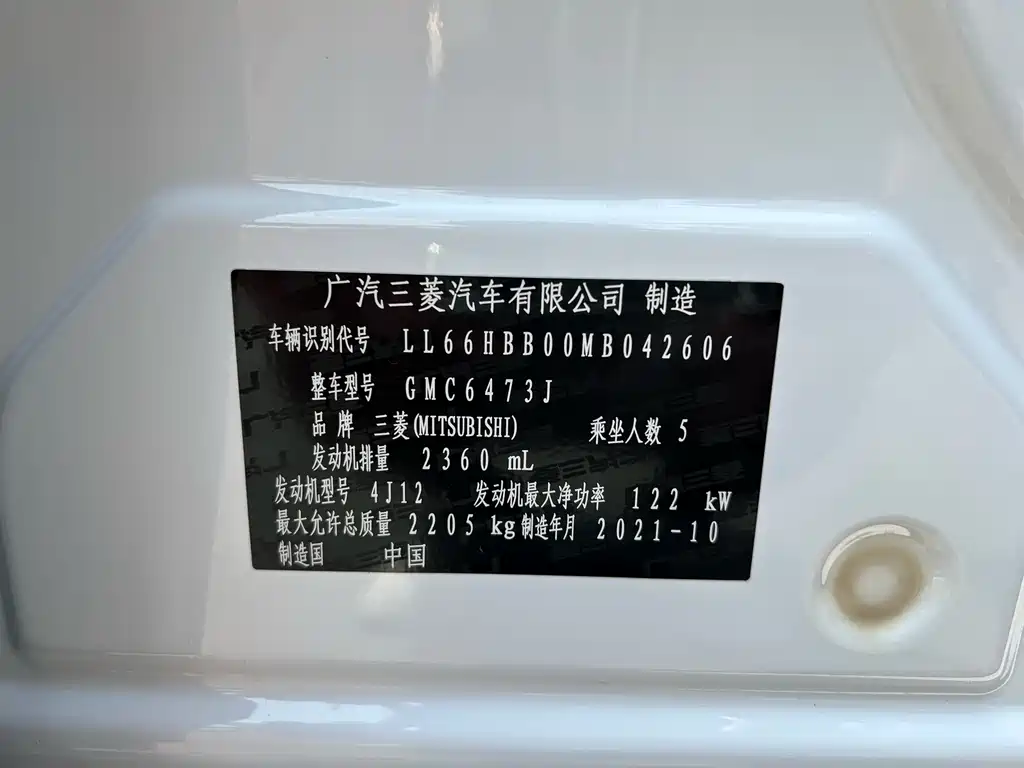 广汽三菱汽车有限公司 制造
车辆识别代号 LL66HBB00MB042606
整车型号 GMC6473J
品牌 三菱(MITSUBISHI) 乘坐人数 5
发动机排量 2360 mL
发动机型号 4J12 发动机最大净功率 122 kW
最大允许总质量 2205 kg 制造年月 2021-10
制造国 中国